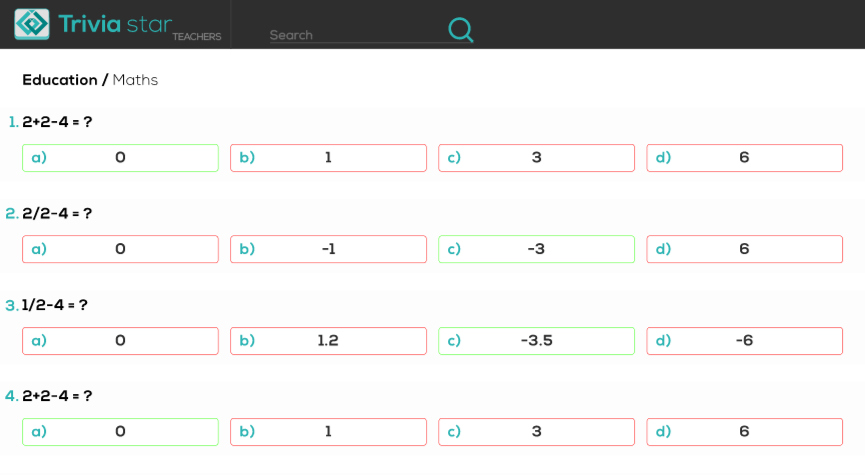 Trivia star TEACHERS Search
Education / Maths
1. 2+2-4 = ?
a) 0 b) 1 c) 3 d) 6
2. 2/2-4 = ?
a) 0 b) -1 c) -3 d) 6
3. 1/2-4 = ?
a) 0 b) 1.2 c) -3.5 d) -6
4. 2+2-4 = ?
a) 0 b) 1 c) 3 d) 6